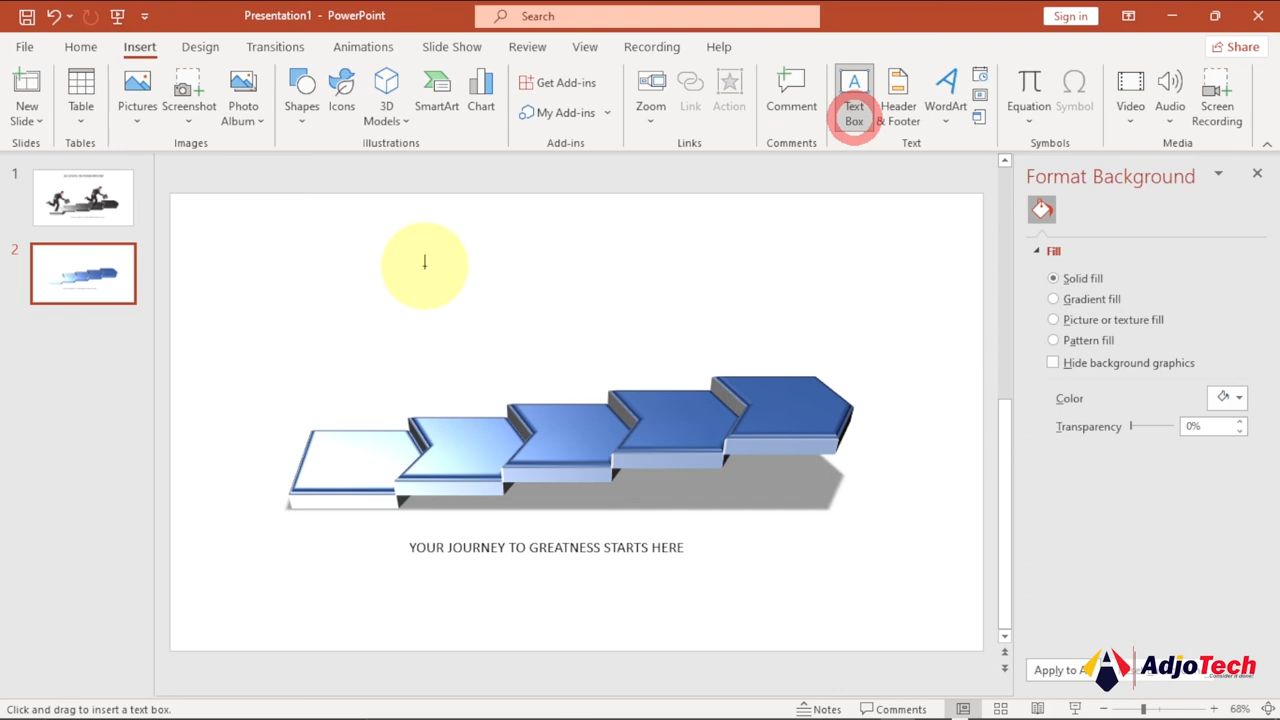 Presentation1 - PowerPoint
Search
Sign in
File
Home
Insert
Design
Transitions
Animations
Slide Show
Review
View
Recording
Help
Share
New Slide
Table
Pictures
Screenshot
Photo Album
Shapes
Icons
3D Models
SmartArt
Chart
Get Add-ins
My Add-ins
Zoom
Link
Action
Comment
Text Box
Header & Footer
WordArt
Equation
Symbol
Video
Audio
Screen Recording
Slides
Tables
Images
Illustrations
Add-ins
Links
Comments
Text
Symbols
Media
1
2
YOUR JOURNEY TO GREATNESS STARTS HERE
Format Background
Fill
Solid fill
Gradient fill
Picture or texture fill
Pattern fill
Hide background graphics
Color
Transparency
0%
Apply to A
AdjoTech
...Consider it done!
Click and drag to insert a text box.
Notes
Comments
68%